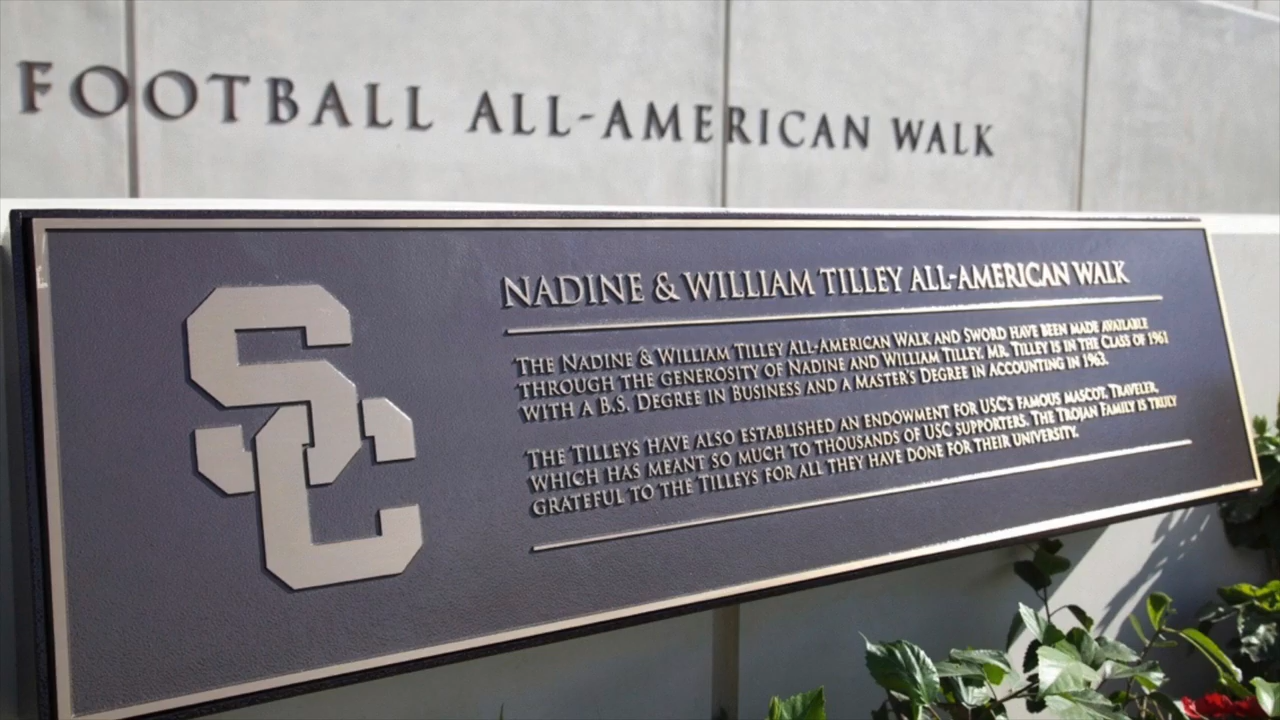 FOOTBALL ALL-AMERICAN WALK
SC
NADINE & WILLIAM TILLEY ALL-AMERICAN WALK
THE NADINE & WILLIAM TILLEY ALL-AMERICAN WALK AND SWORD HAVE BEEN MADE AVAILABLE
THROUGH THE GENEROSITY OF NADINE AND WILLIAM TILLEY. MR. TILLEY IS IN THE CLASS OF 1961
WITH A B.S. DEGREE IN BUSINESS AND A MASTER'S DEGREE IN ACCOUNTING IN 1963.
THE TILLEYS HAVE ALSO ESTABLISHED AN ENDOWMENT FOR USC'S FAMOUS MASCOT, TRAVELER,
WHICH HAS MEANT SO MUCH TO THOUSANDS OF USC SUPPORTERS. THE TROJAN FAMILY IS TRULY
GRATEFUL TO THE TILLEYS FOR ALL THEY HAVE DONE FOR THEIR UNIVERSITY.